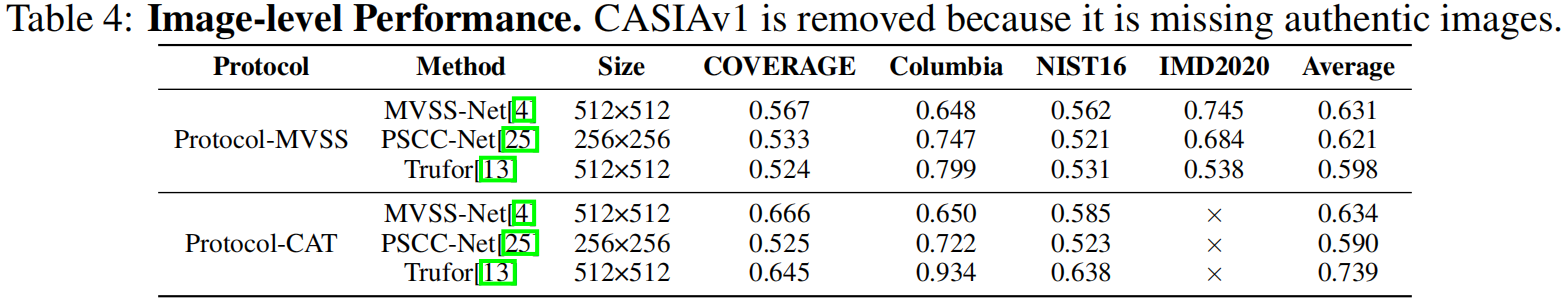 Table 4: Image-level Performance. CASIAv1 is removed because it is missing authentic images.
Protocol Method Size COVERAGE Columbia NIST16 IMD2020 Average
MVSS-Net[4] 512×512 0.567 0.648 0.562 0.745 0.631
Protocol-MVSS PSCC-Net[25] 256×256 0.533 0.747 0.521 0.684 0.621
Trufor[13] 512×512 0.524 0.799 0.531 0.538 0.598
MVSS-Net[4] 512×512 0.666 0.650 0.585 × 0.634
Protocol-CAT PSCC-Net[25] 256×256 0.525 0.722 0.523 × 0.590
Trufor[13] 512×512 0.645 0.934 0.638 × 0.739